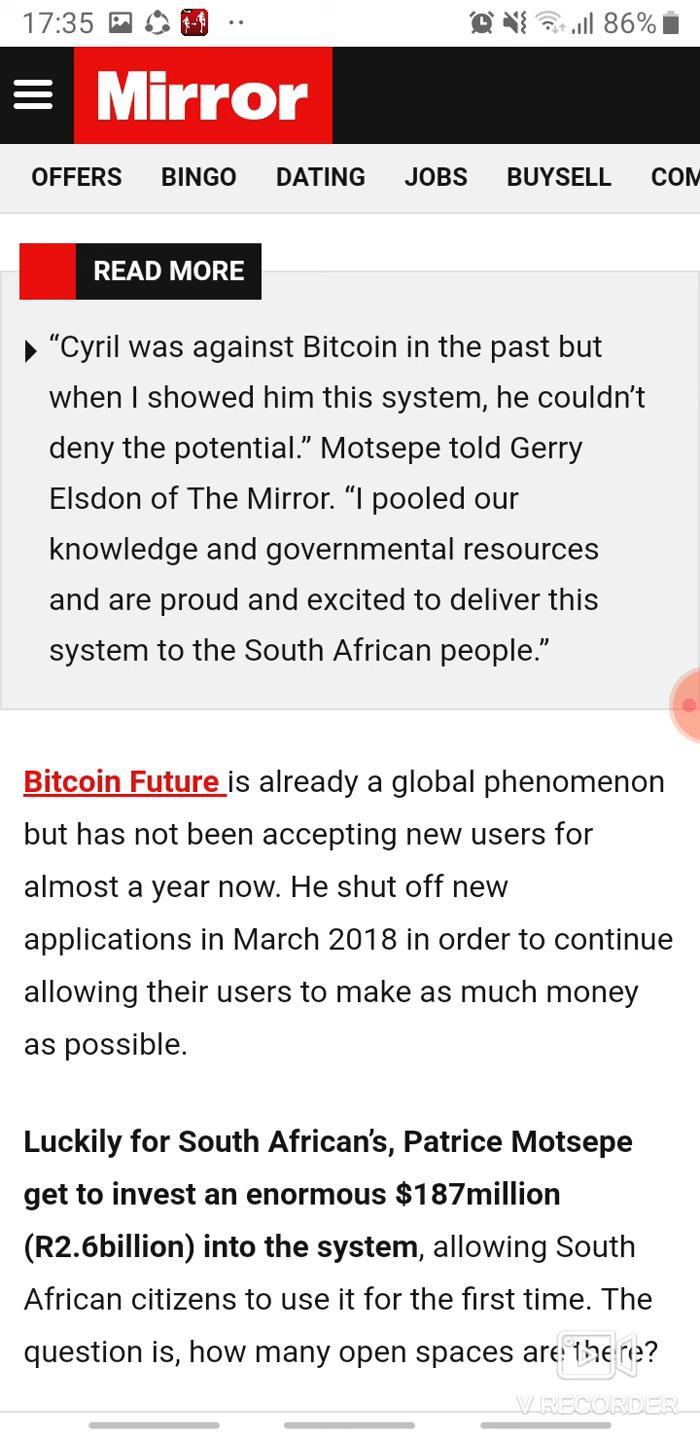 17:35
86%
Mirror
OFFERS BINGO DATING JOBS BUYSELL COM
READ MORE
“Cyril was against Bitcoin in the past but
when I showed him this system, he couldn’t
deny the potential.” Motsepe told Gerry
Elsdon of The Mirror. “I pooled our
knowledge and governmental resources
and are proud and excited to deliver this
system to the South African people.”
Bitcoin Future is already a global phenomenon
but has not been accepting new users for
almost a year now. He shut off new
applications in March 2018 in order to continue
allowing their users to make as much money
as possible.
Luckily for South African’s, Patrice Motsepe
get to invest an enormous $187million
(R2.6billion) into the system, allowing South
African citizens to use it for the first time. The
question is, how many open spaces are there?
V RECORDER